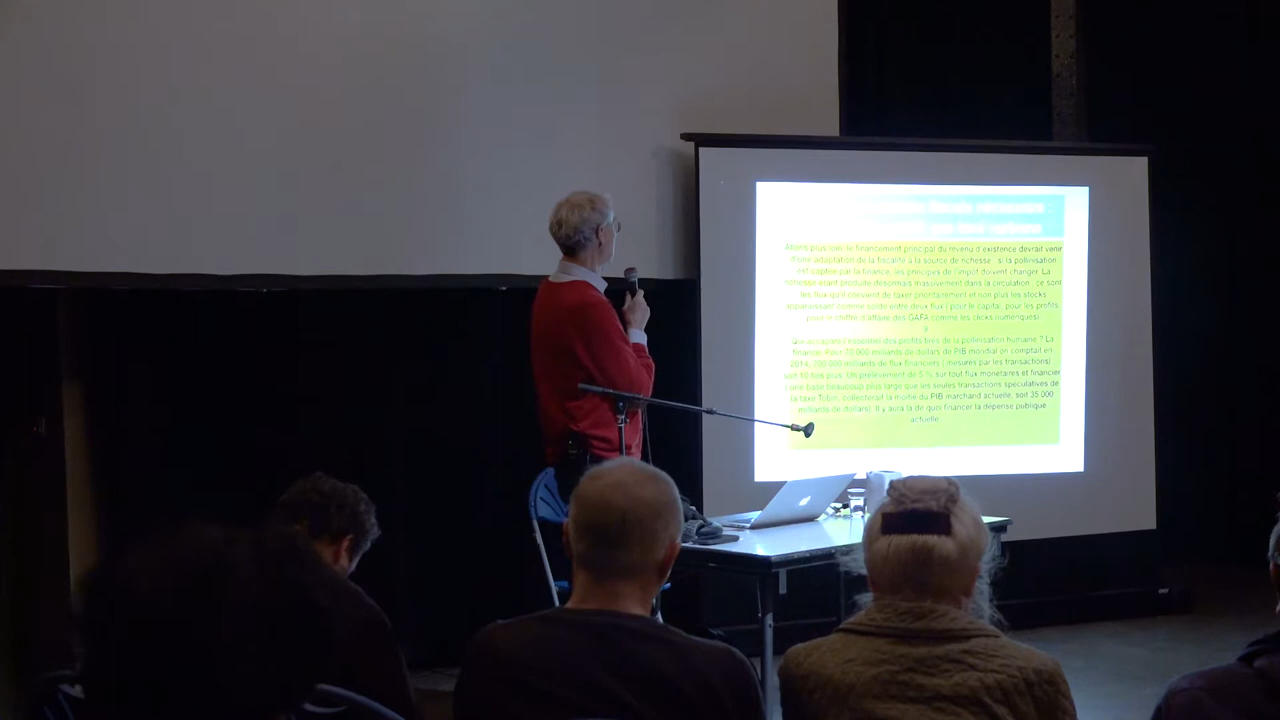 Allons plus loin, le financement principal du revenu d'existence devrait venir
d'une adaptation de la fiscalité à la source de richesse : si la pollinisation
est captée par la finance, les principes de l'impôt doivent changer. La
richesse étant produite désormais massivement dans la circulation : ce sont
les flux qu'il convient de taxer prioritairement et non plus les stocks
apparaissant comme solde entre deux flux ( pour le capital, pour les profits,
pour le chiffre d'affaire des GAFA comme les clicks numériques)
à
Qui accapare l'essentiel des profits tirés de la pollinisation humaine ? La
finance. Pour 70.000 milliards de dollars de PIB mondial on comptait en
2014, 700.000 milliards de flux financiers ( mesurés par les transactions)
soit 10 fois plus. Un prélèvement de 5 % sur tout flux monétaires et financier
( une base beaucoup plus large que les seules transactions spéculatives de
la taxe Tobin, collecterait la moitié du PIB marchand actuelle, soit 35.000
milliards de dollars). Il y aura là de quoi financer la dépense publique
actuelle